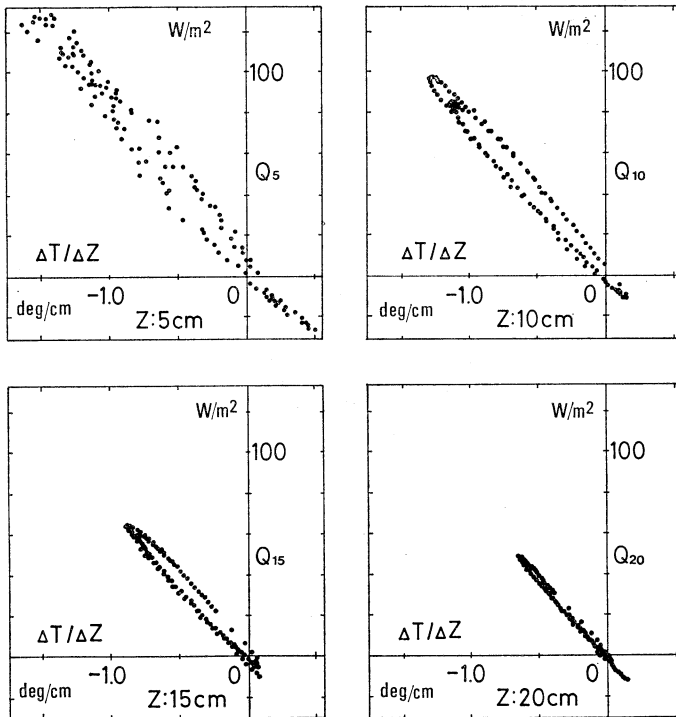 W/m²
100
Q₅
ΔT/ΔZ
-1.0 0
deg/cm Z:5cm
W/m²
100
Q₁₀
ΔT/ΔZ
-1.0 0
deg/cm Z:10cm
W/m²
100
Q₁₅
ΔT/ΔZ
-1.0 0
deg/cm Z:15cm
W/m²
100
Q₂₀
ΔT/ΔZ
-1.0 0
deg/cm Z:20cm